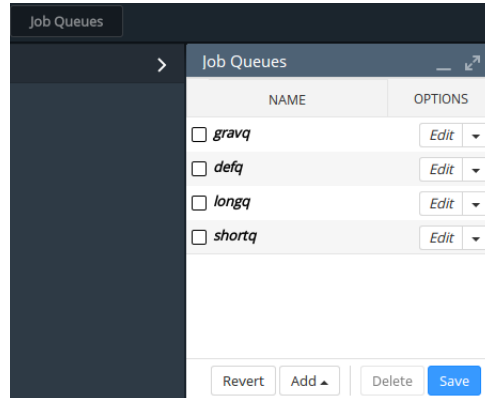 Job Queues
Job Queues
NAME OPTIONS
gravq Edit
defq Edit
longq Edit
shortq Edit
Revert Add Delete Save